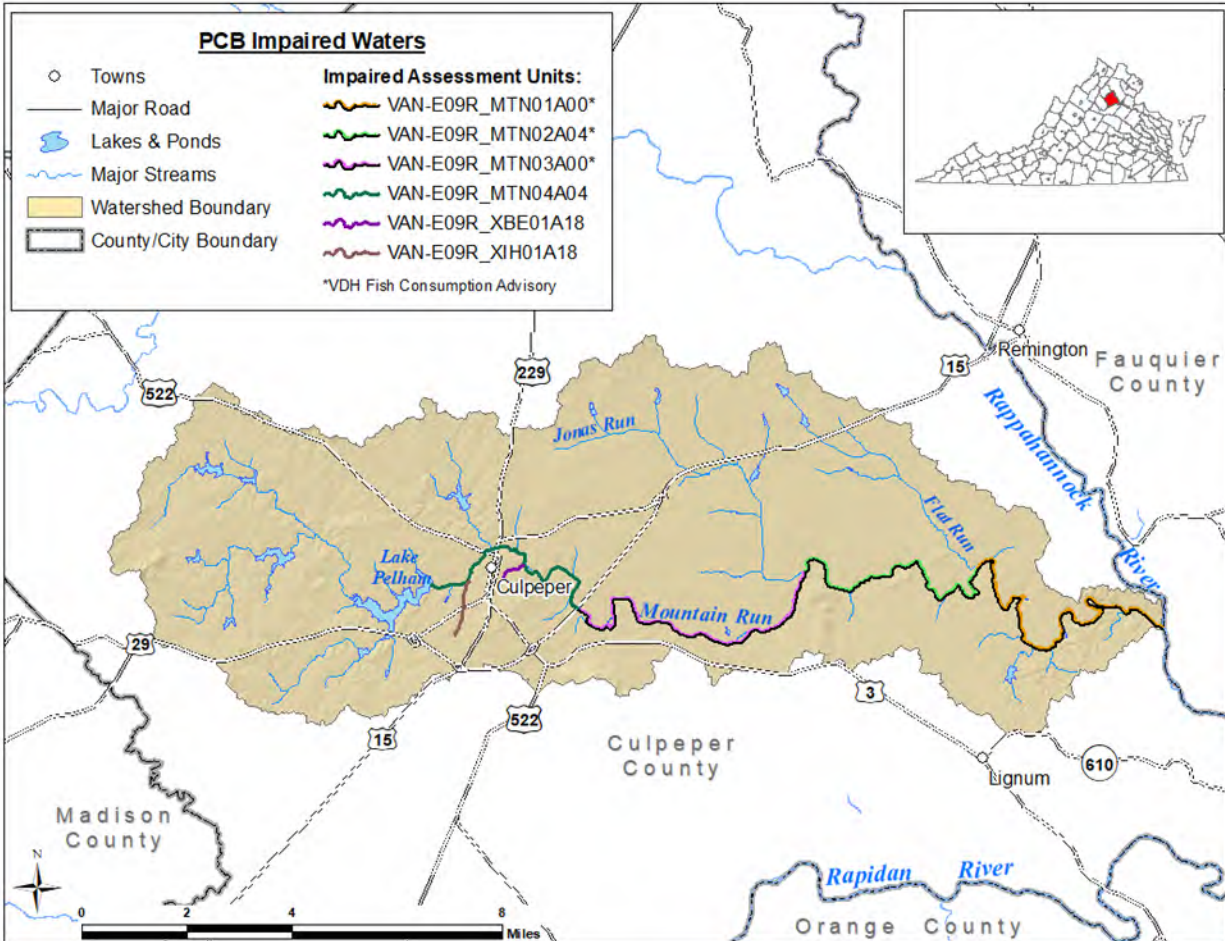 PCB Impaired Waters
Towns
Major Road
Lakes & Ponds
Major Streams
Watershed Boundary
County/City Boundary
Impaired Assessment Units:
VAN-E09R_MTN01A00*
VAN-E09R_MTN02A04*
VAN-E09R_MTN03A00*
VAN-E09R_MTN04A04
VAN-E09R_XBE01A18
VAN-E09R_XIH01A18
*VDH Fish Consumption Advisory
522
229
15
Remington
Fauquier
County
Rappahannock
River
Jonas Run
Flat Run
Lake
Pelham
Culpeper
Mountain Run
29
15
522
3
Culpeper
County
Lignum
610
Madison
County
N
Rapidan River
Orange County
0 2 4 8
Miles